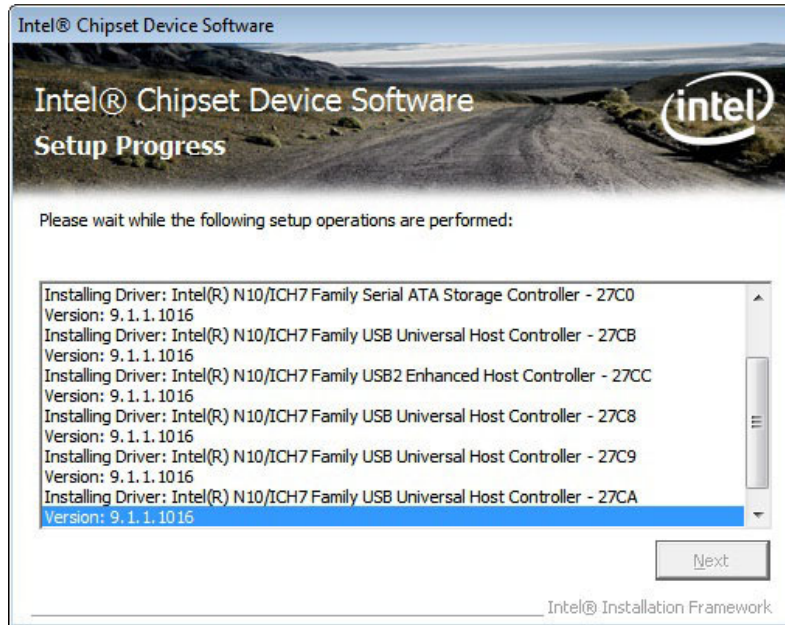 Intel® Chipset Device Software
Intel® Chipset Device Software
intel
Setup Progress
Please wait while the following setup operations are performed:
Installing Driver: Intel(R) N10/ICH7 Family Serial ATA Storage Controller - 27C0
Version: 9.1.1.1016
Installing Driver: Intel(R) N10/ICH7 Family USB Universal Host Controller - 27CB
Version: 9.1.1.1016
Installing Driver: Intel(R) N10/ICH7 Family USB2 Enhanced Host Controller - 27CC
Version: 9.1.1.1016
Installing Driver: Intel(R) N10/ICH7 Family USB Universal Host Controller - 27C8
Version: 9.1.1.1016
Installing Driver: Intel(R) N10/ICH7 Family USB Universal Host Controller - 27C9
Version: 9.1.1.1016
Installing Driver: Intel(R) N10/ICH7 Family USB Universal Host Controller - 27CA
Version: 9.1.1.1016
Next
Intel® Installation Framework